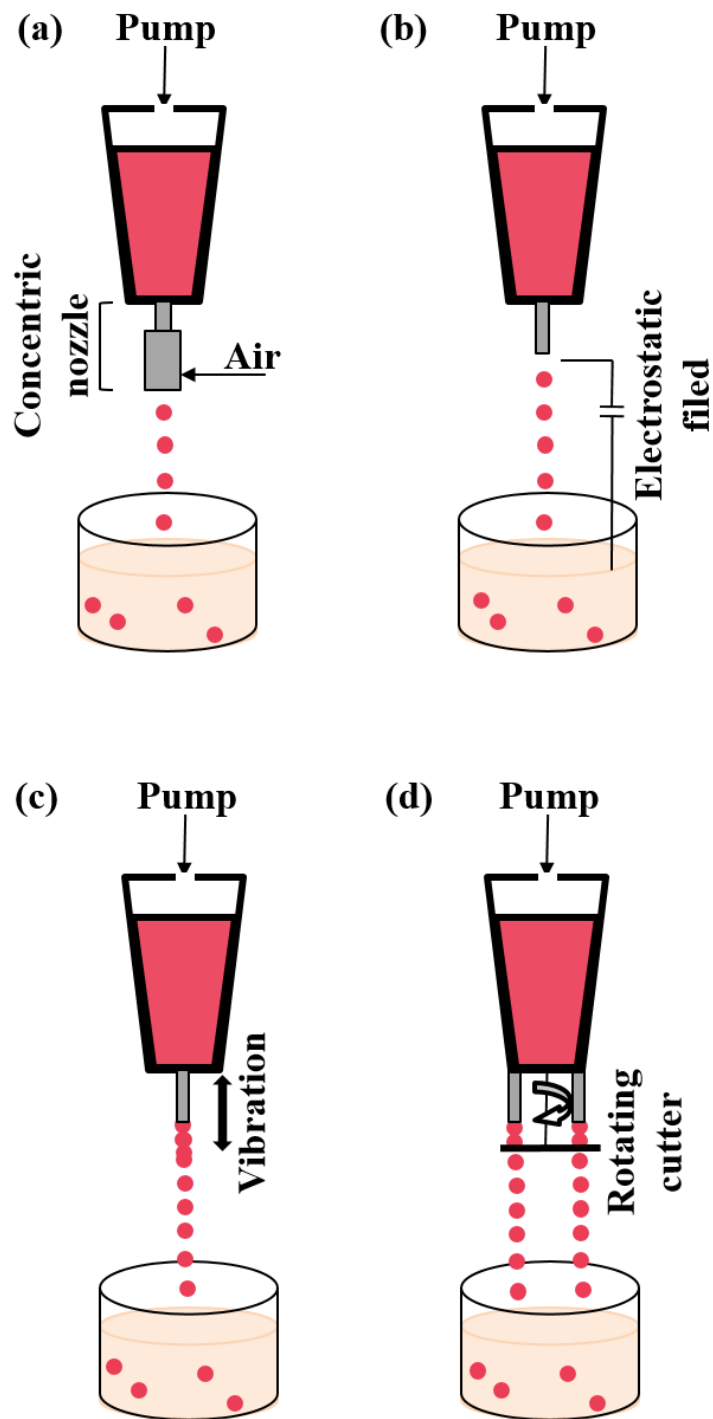 (a)
Pump
Concentric
nozzle
Air
(b)
Pump
Electrostatic
filed
(c)
Pump
Vibration
(d)
Pump
Rotating
cutter